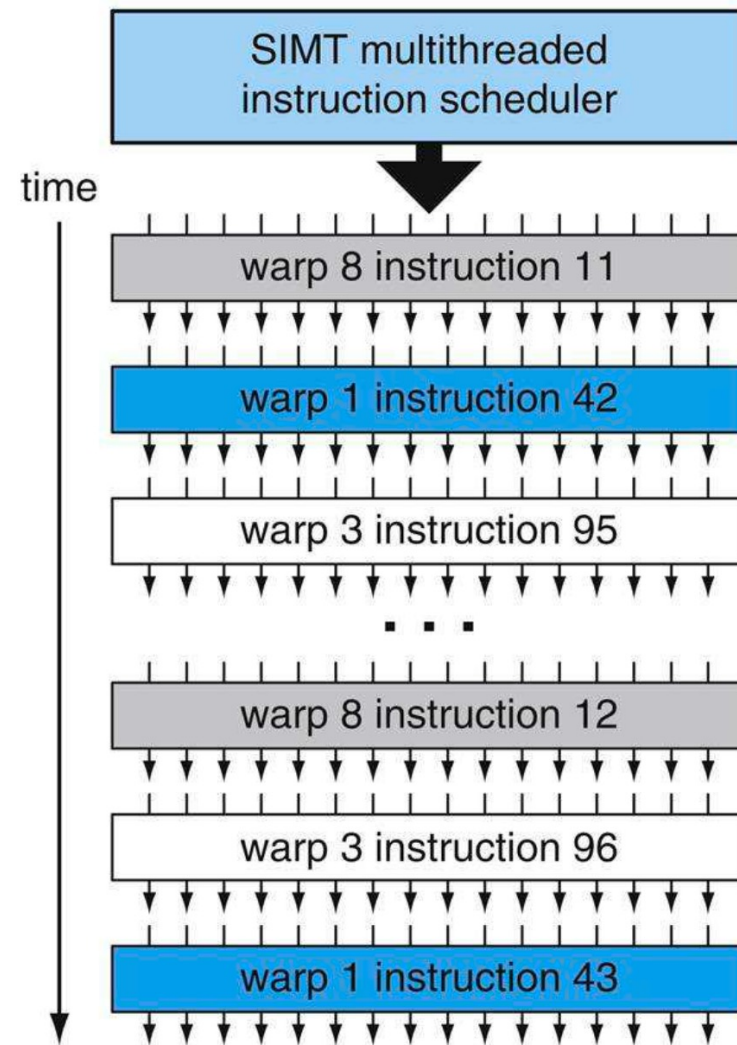 SIMT multithreaded
instruction scheduler
time
warp 8 instruction 11
warp 1 instruction 42
warp 3 instruction 95
. . .
warp 8 instruction 12
warp 3 instruction 96
warp 1 instruction 43